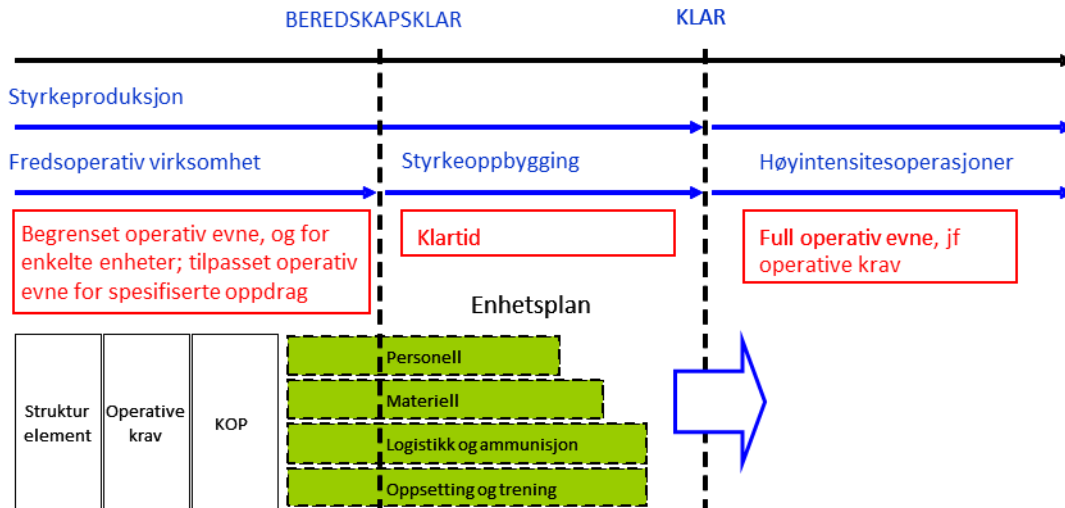 BEREDSKAPSKLAR
KLAR
Styrkeproduksjon
Fredsoperativ virksomhet
Styrkeoppbygging
Høyintensitesoperasjoner
Begrenset operativ evne, og for
enkelte enheter; tilpasset operativ
evne for spesifiserte oppdrag
Klartid
Full operativ evne, jf
operative krav
Enhetsplan
Struktur
element
Operative
krav
KOP
Personell
Materiell
Logistikk og ammunisjon
Oppsetting og trening